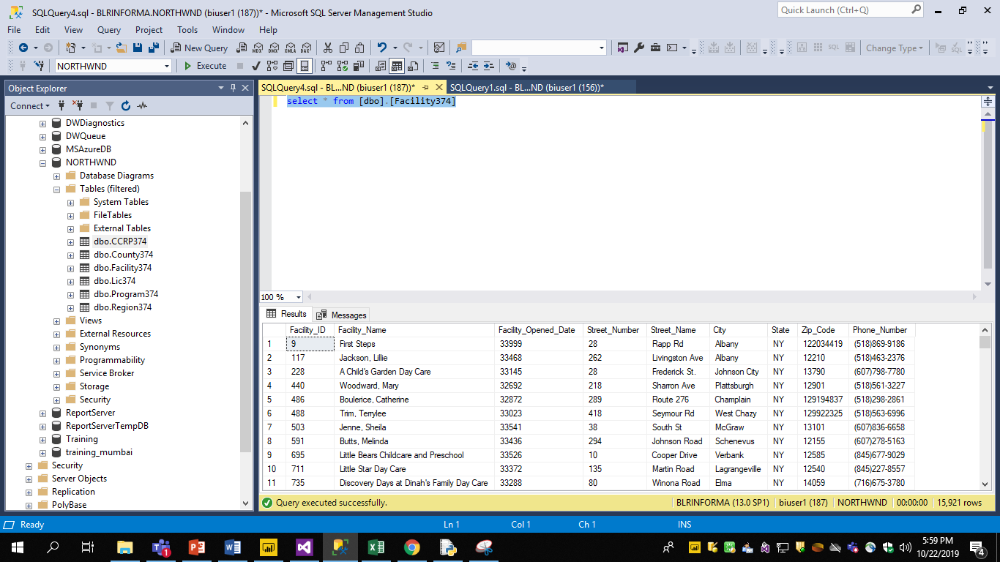 SQLQuery4.sql - BLRINFORMA.NORTHWND (biuser1 (187))* - Microsoft SQL Server Management Studio
Quick Launch (Ctrl+Q)
File Edit View Query Project Tools Window Help
New Query MDX DMX XMLA DAX SQL Change Type SQL
NORTHWND Execute
Object Explorer
Connect
DWDiagnostics
DWQueue
MSAzureDB
NORTHWND
Database Diagrams
Tables (filtered)
System Tables
FileTables
External Tables
dbo.CCRP374
dbo.County374
dbo.Facility374
dbo.Lic374
dbo.Program374
dbo.Region374
Views
External Resources
Synonyms
Programmability
Service Broker
Storage
Security
ReportServer
ReportServerTempDB
Training
training_mumbai
Security
Server Objects
Replication
PolyBase
SQLQuery4.sql - BL...ND (biuser1 (187))* SQLQuery1.sql - BL...ND (biuser1 (156))*
select * from [dbo].[Facility374]
100 %
Results Messages
Facility_ID Facility_Name Facility_Opened_Date Street_Number Street_Name City State Zip_Code Phone_Number
1 9 First Steps 33999 28 Rapp Rd Albany NY 122034419 (518)869-9186
2 117 Jackson, Lillie 33468 262 Livingston Ave Albany NY 12210 (518)463-2376
3 228 A Child's Garden Day Care 33145 28 Frederick St. Johnson City NY 13790 (607)798-7780
4 440 Woodward, Mary 32692 218 Sharron Ave Plattsburgh NY 12901 (518)561-3227
5 486 Boulerice, Catherine 32872 289 Route 276 Champlain NY 129194837 (518)298-2861
6 488 Trim, Terrylee 33023 418 Seymour Rd West Chazy NY 129922325 (518)563-6996
7 503 Jenne, Sheila 33541 38 South St McGraw NY 13101 (607)836-6658
8 591 Butts, Melinda 33436 294 Johnson Road Schenevus NY 12155 (607)278-5163
9 695 Little Bears Childcare and Preschool 33526 10 Cooper Drive Verbank NY 12585 (845)677-9029
10 711 Little Star Day Care 33372 135 Martin Road Lagrangeville NY 12540 (845)227-8557
11 735 Discovery Days at Dinah's Family Day Care 33288 80 Winona Road Elma NY 14059 (716)675-3780
Query executed successfully. BLRINFORMA (13.0 SP1) biuser1 (187) NORTHWND 00:00:00 15,921 rows
Ready Ln 1 Col 1 Ch 1 INS
1
5:59 PM
10/22/2019
4